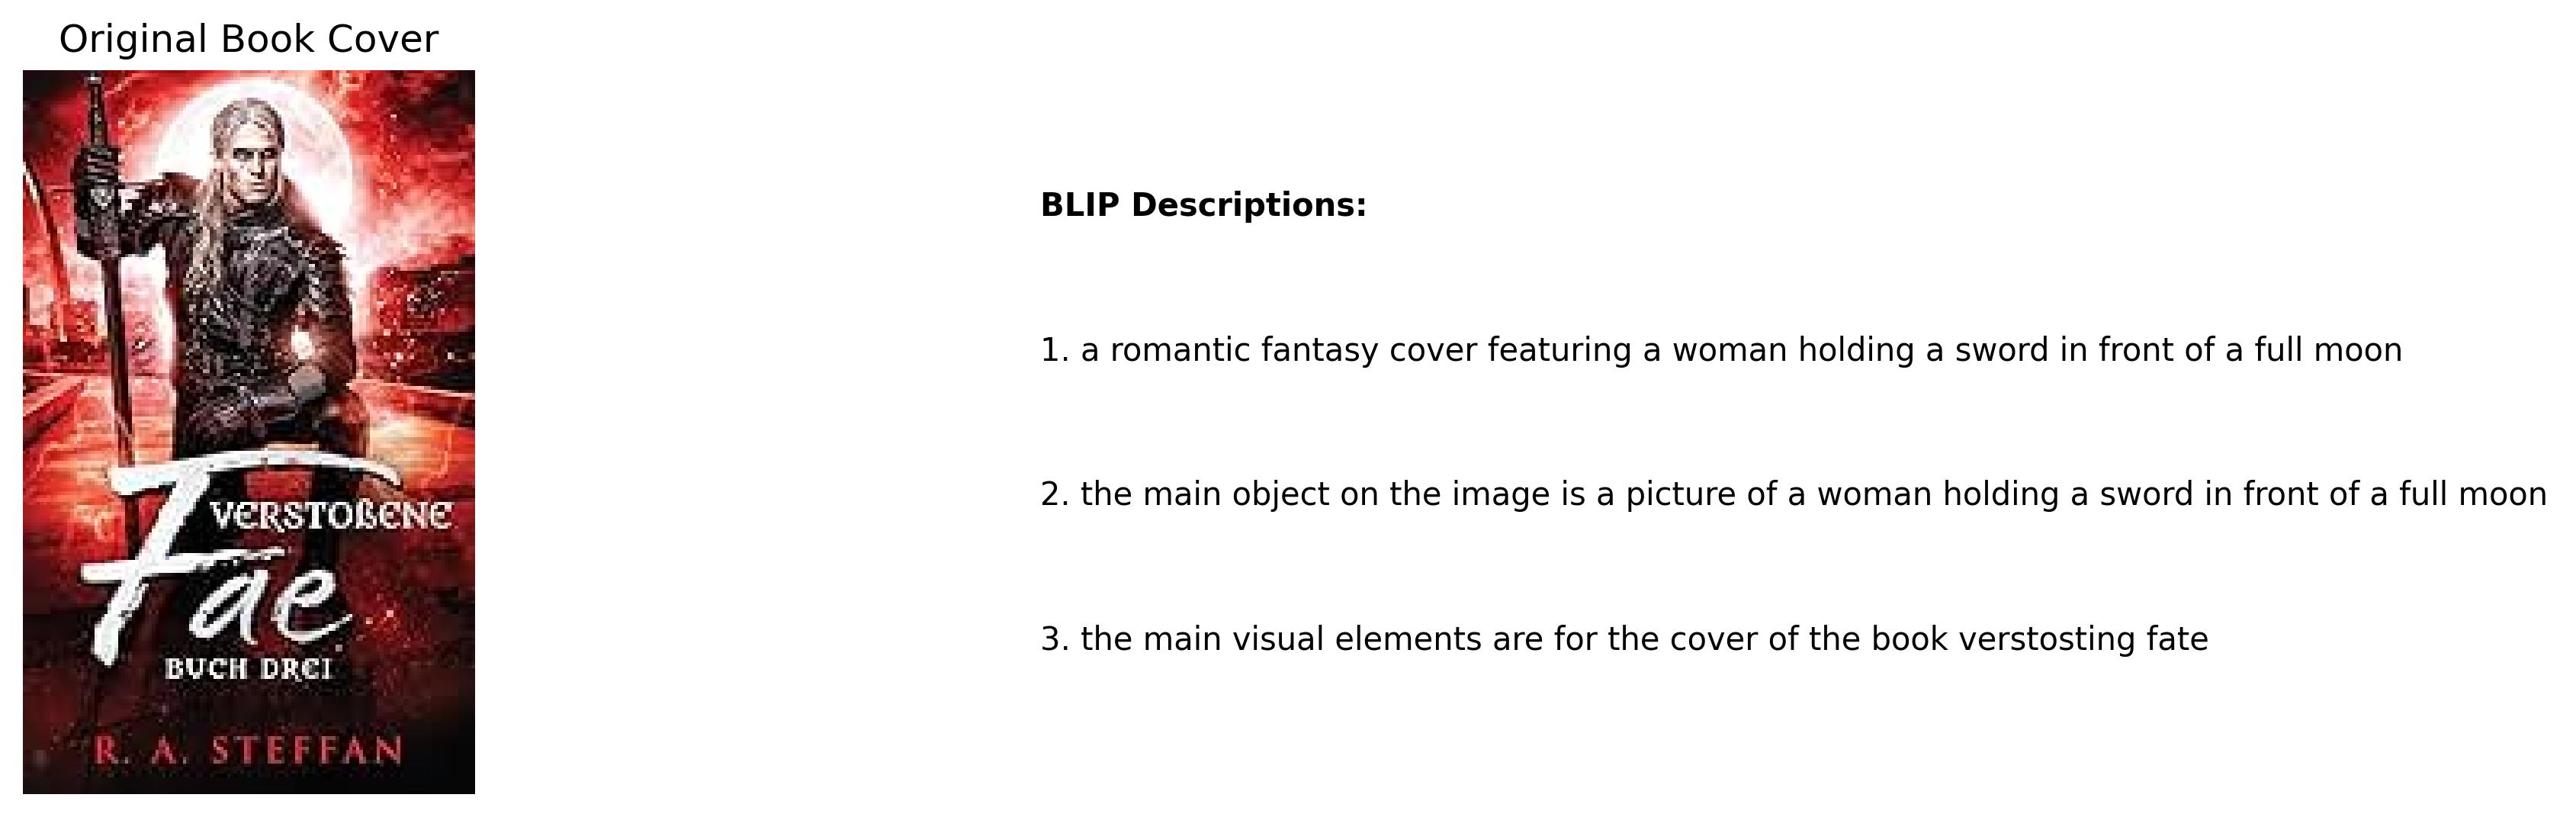 Original Book Cover
VERSTOßENE
Fae
BUCH DREI
R. A. STEFFAN
BLIP Descriptions:
1. a romantic fantasy cover featuring a woman holding a sword in front of a full moon
2. the main object on the image is a picture of a woman holding a sword in front of a full moon
3. the main visual elements are for the cover of the book verstosting fate